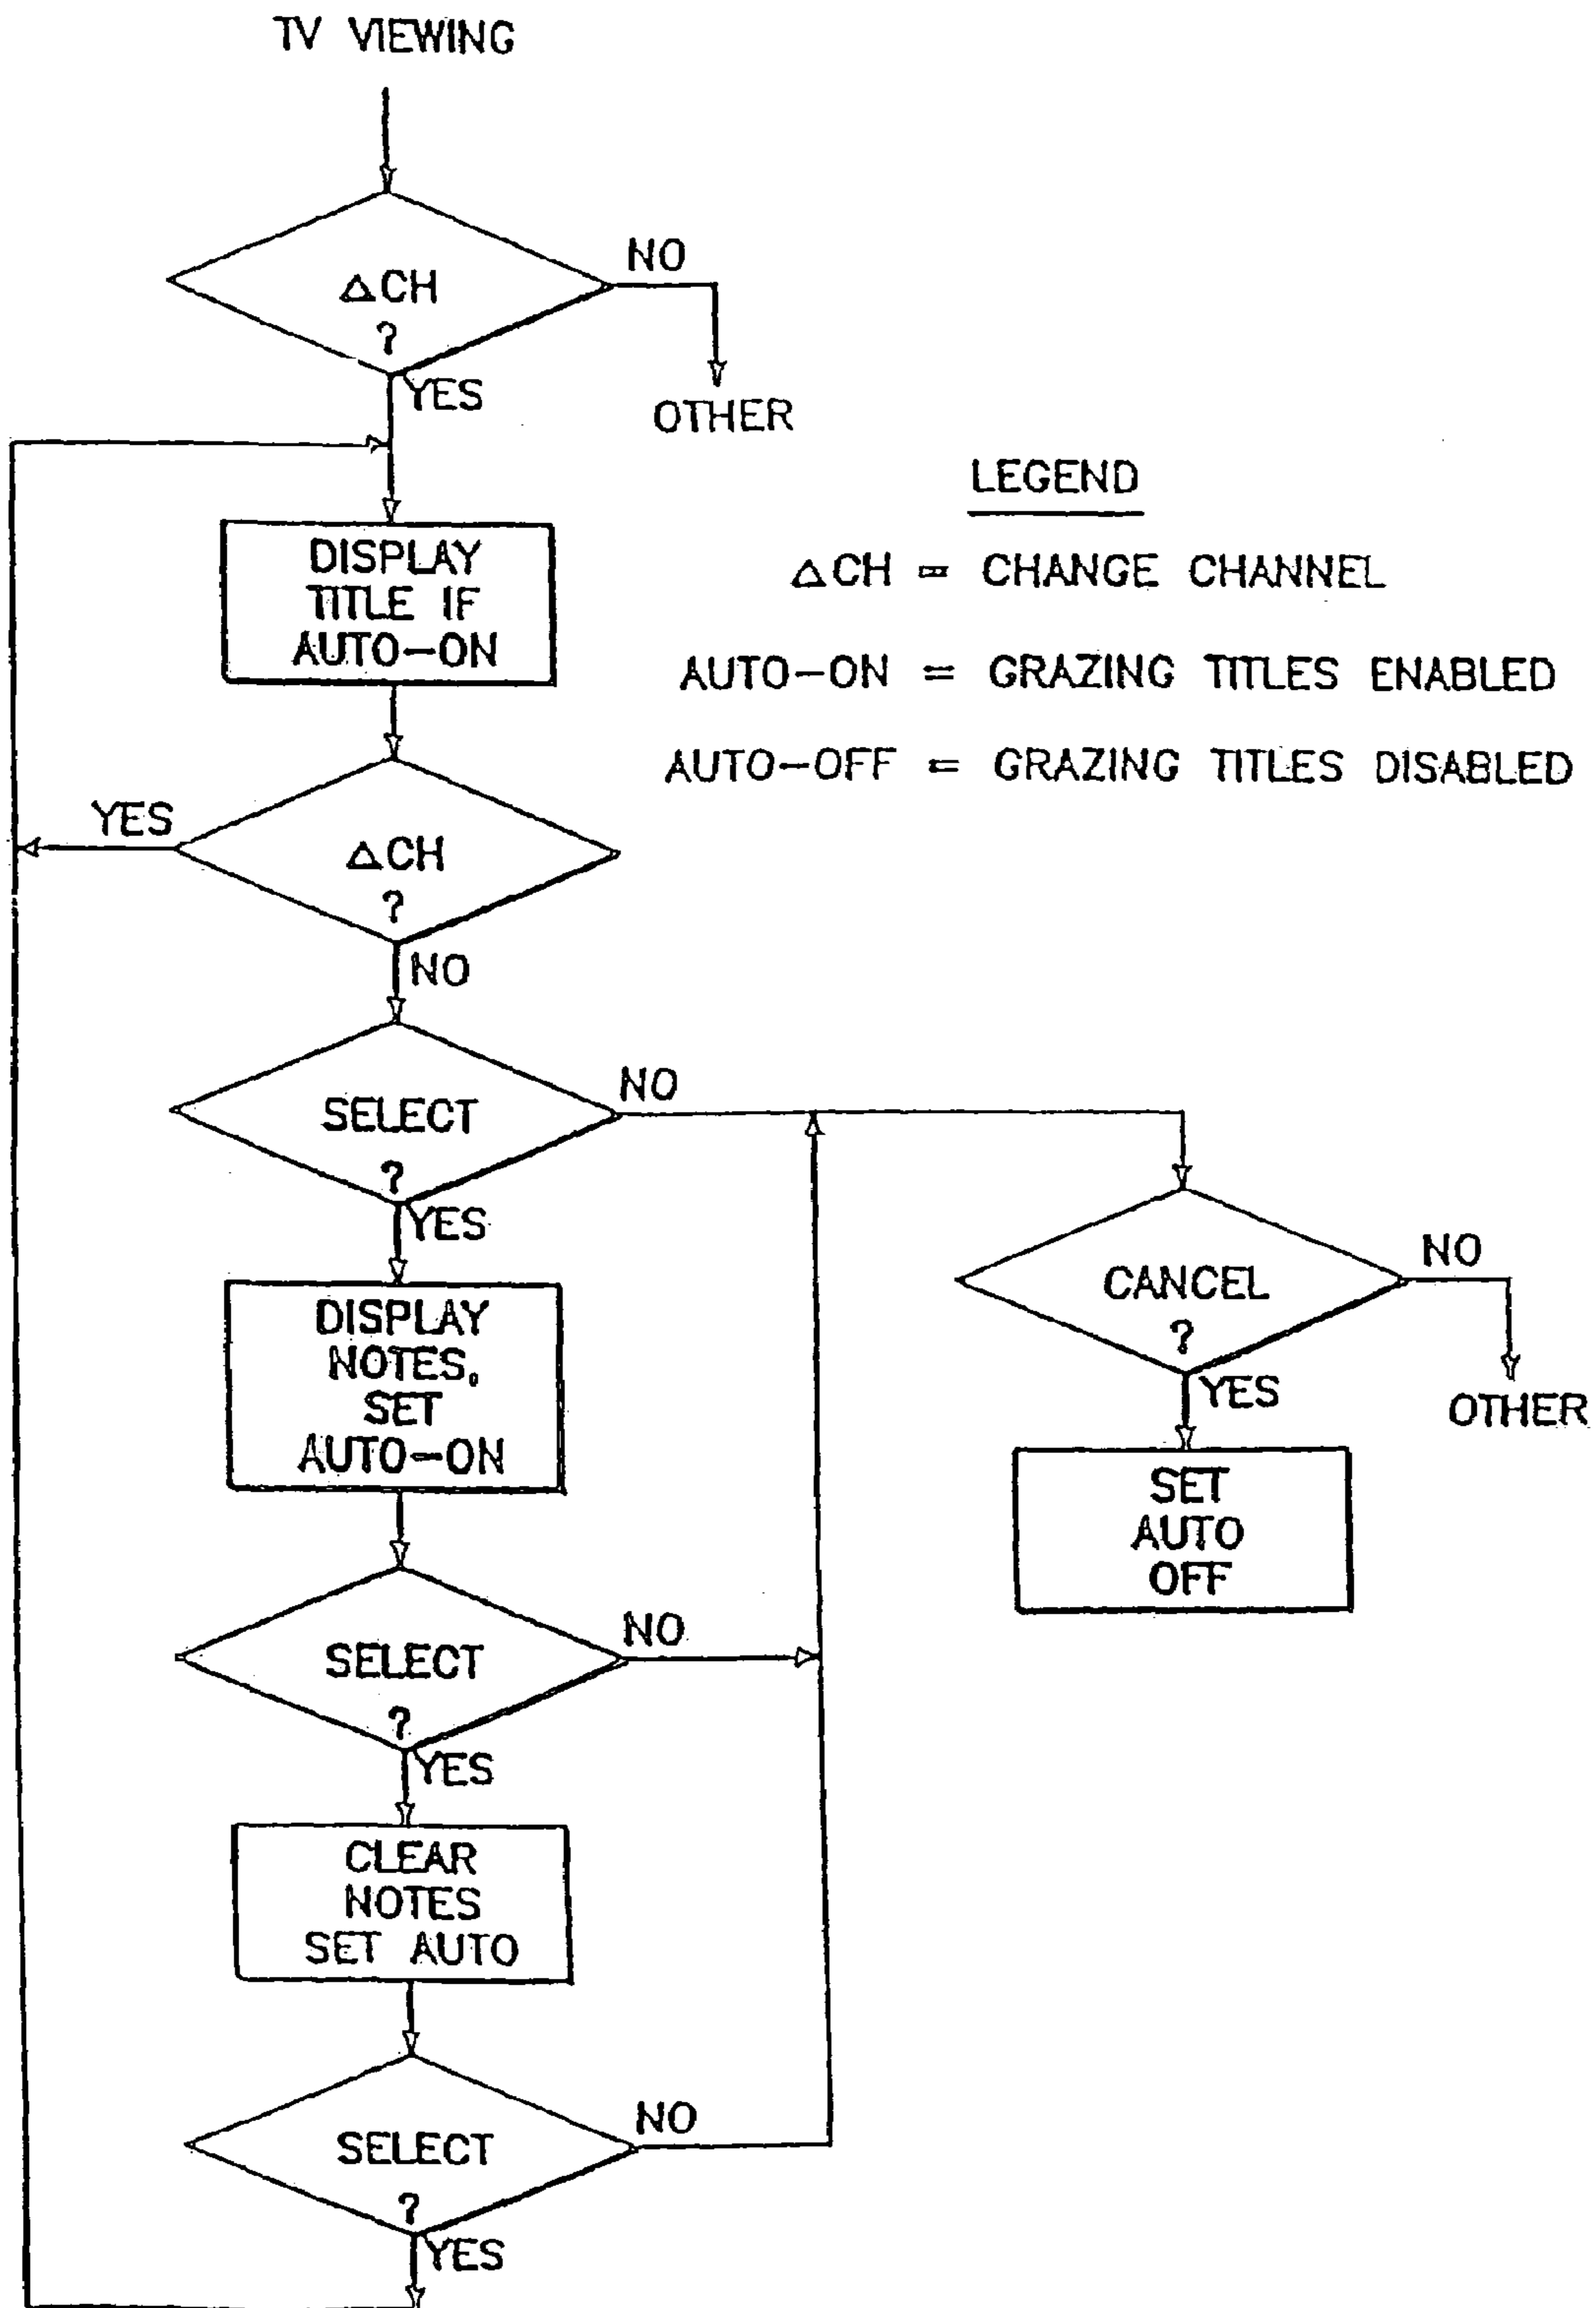 TV VIEWING
ΔCH
?
NO
YES
OTHER
LEGEND
ΔCH = CHANGE CHANNEL
AUTO-ON = GRAZING TITLES ENABLED
AUTO-OFF = GRAZING TITLES DISABLED
DISPLAY
TITLE IF
AUTO-ON
YES
ΔCH
?
NO
SELECT
?
NO
YES
CANCEL
?
NO
YES
OTHER
SET
AUTO
OFF
DISPLAY
NOTES,
SET
AUTO-ON
SELECT
?
NO
YES
CLEAR
NOTES
SET AUTO
SELECT
?
NO
YES